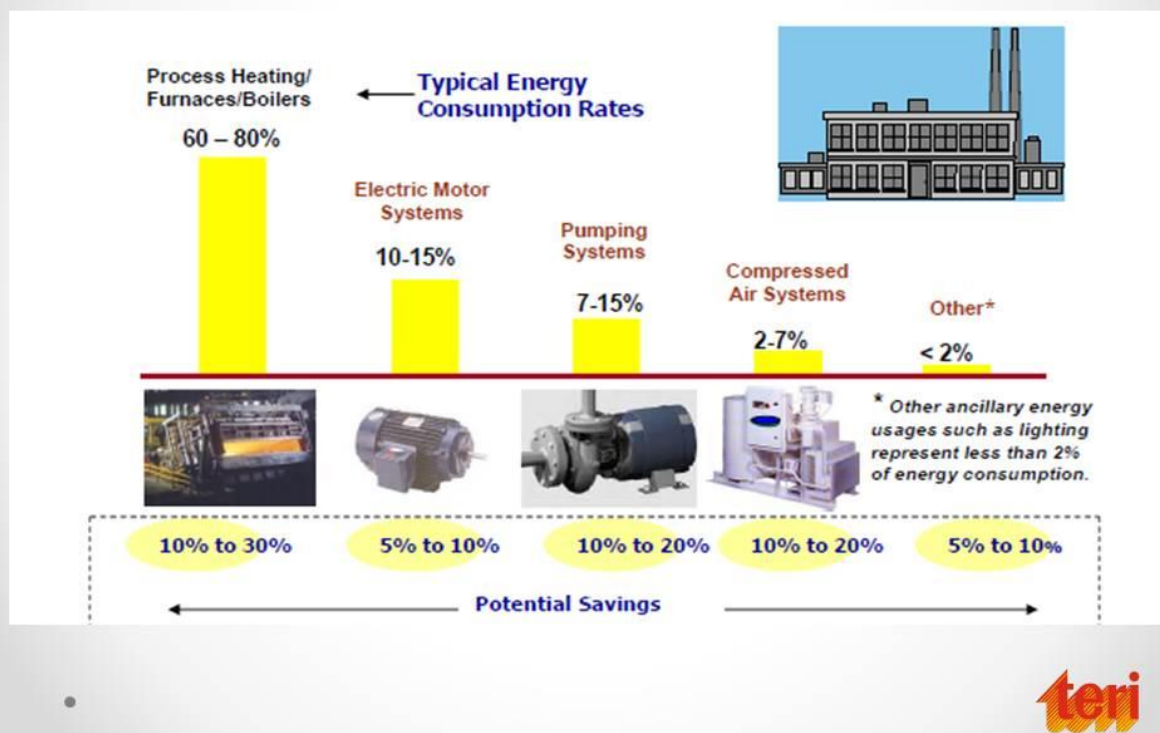 Process Heating/
Furnaces/Boilers
60 – 80%
Typical Energy
Consumption Rates
Electric Motor
Systems
10-15%
Pumping
Systems
7-15%
Compressed
Air Systems
2-7%
Other*
< 2%
* Other ancillary energy
usages such as lighting
represent less than 2%
of energy consumption.
10% to 30%
5% to 10%
10% to 20%
10% to 20%
5% to 10%
Potential Savings
teri